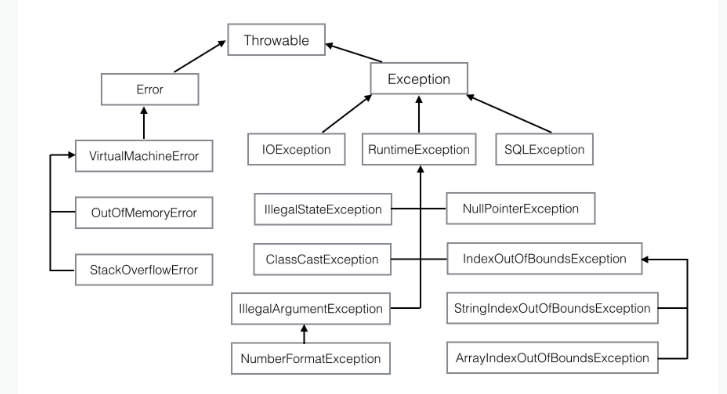 Throwable
Exception
Error
IOException
RuntimeException
SQLException
VirtualMachineError
OutOfMemoryError
IllegalStateException
NullPointerException
StackOverflowError
ClassCastException
IndexOutOfBoundsException
IllegalArgumentException
StringIndexOutOfBoundsException
NumberFormatException
ArrayIndexOutOfBoundsException